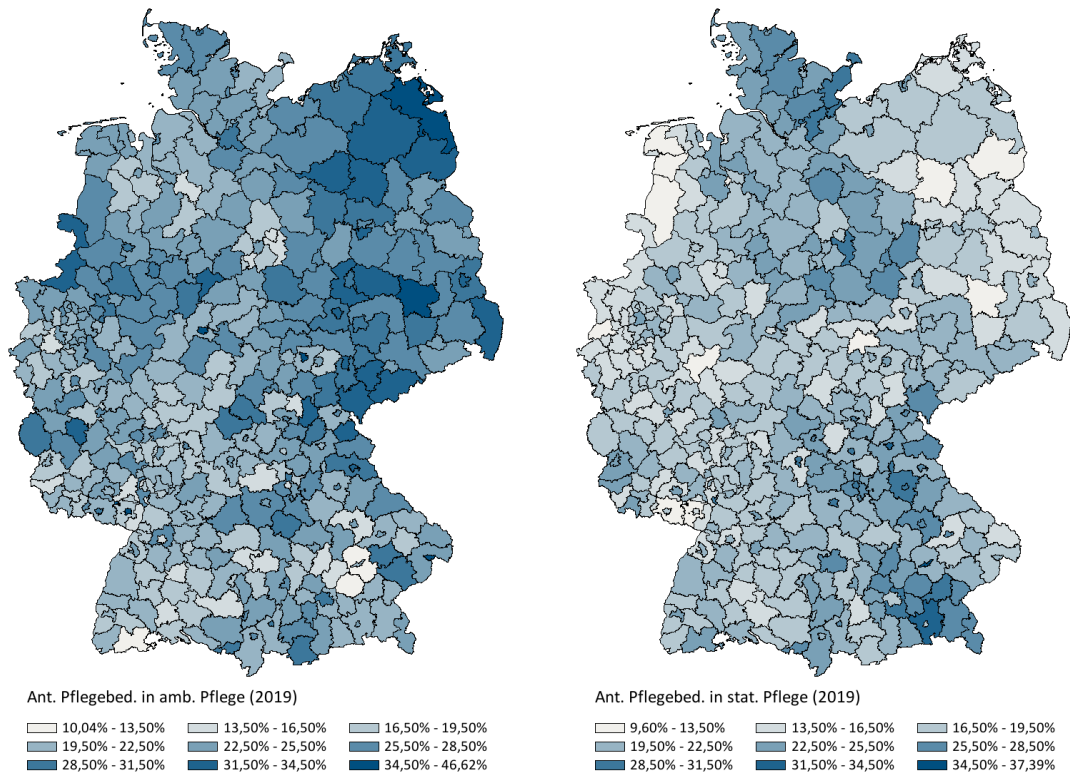 Ant. Pflegebed. in amb. Pflege (2019)
10,04% - 13,50% 13,50% - 16,50% 16,50% - 19,50%
19,50% - 22,50% 22,50% - 25,50% 25,50% - 28,50%
28,50% - 31,50% 31,50% - 34,50% 34,50% - 46,62%
Ant. Pflegebed. in stat. Pflege (2019)
9,60% - 13,50% 13,50% - 16,50% 16,50% - 19,50%
19,50% - 22,50% 22,50% - 25,50% 25,50% - 28,50%
28,50% - 31,50% 31,50% - 34,50% 34,50% - 37,39%